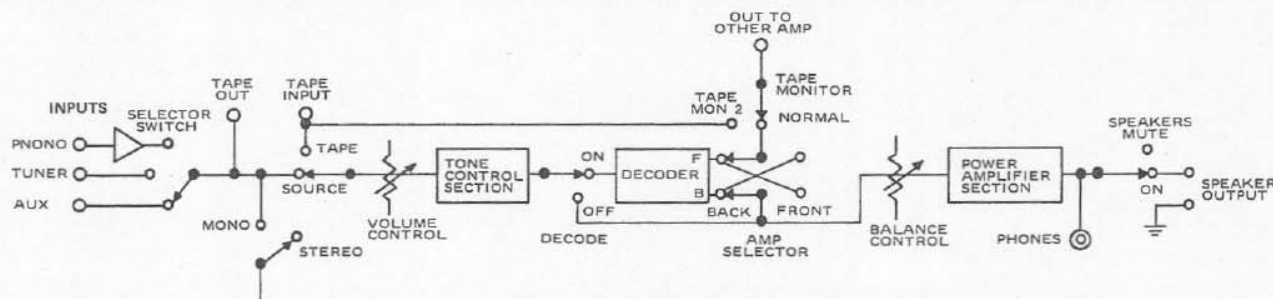 OUT TO
OTHER AMP
TAPE
OUT
TAPE
INPUT
TAPE
MONITOR
INPUTS
SELECTOR
SWITCH
TAPE
MON 2
NORMAL
SPEAKERS
MUTE
PNONO
TAPE
TONE
CONTROL
SECTION
ON
DECODER
F
B
POWER
AMPLIFIER
SECTION
TUNER
SOURCE
ON
SPEAKER
OUTPUT
AUX
MONO
VOLUME
CONTROL
OFF
DECODE
BACK
FRONT
AMP
SELECTOR
BALANCE
CONTROL
PHONES
STEREO